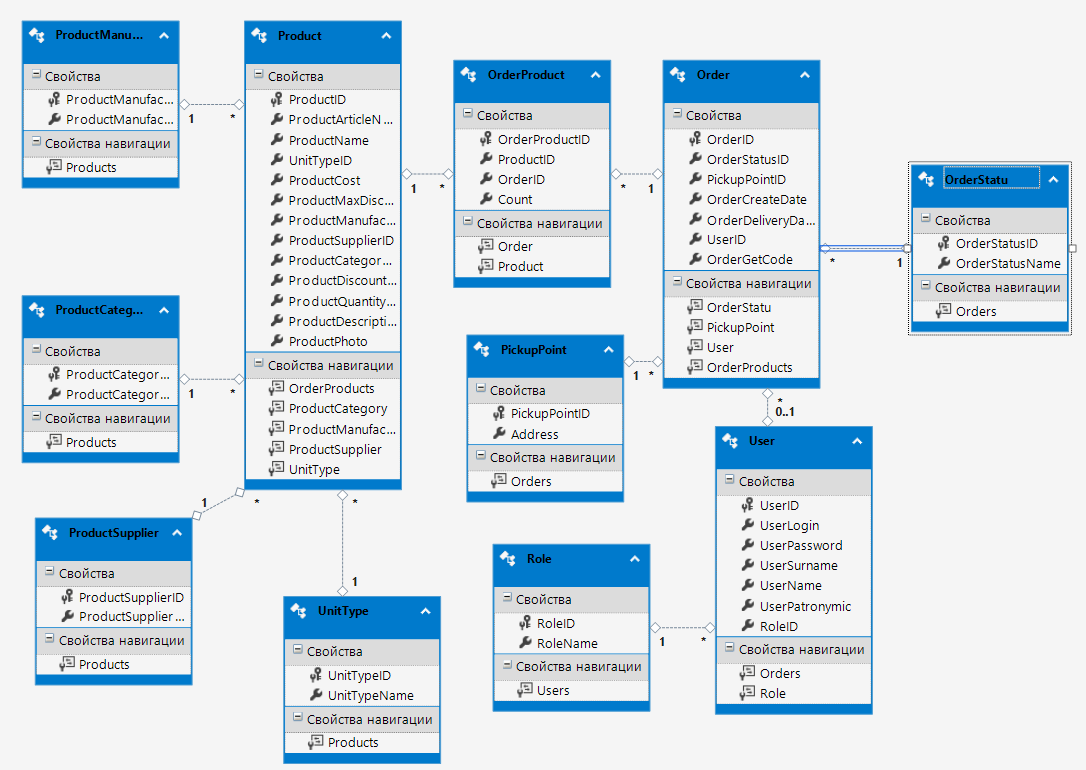 ProductManu...
Свойства
ProductManufac...
ProductManufac...
Свойства навигации
Products
1
*
Product
Свойства
ProductID
ProductArticleN...
ProductName
UnitTypeID
ProductCost
ProductMaxDisc...
ProductManufac...
ProductSupplierID
ProductCategor...
ProductDiscount...
ProductQuantity...
ProductDescripti...
ProductPhoto
Свойства навигации
OrderProducts
ProductCategory
ProductManufac...
ProductSupplier
UnitType
1
*
OrderProduct
Свойства
OrderProductID
ProductID
OrderID
Count
Свойства навигации
Order
Product
*
1
Order
Свойства
OrderID
OrderStatusID
PickupPointID
OrderCreateDate
OrderDeliveryDa...
UserID
OrderGetCode
Свойства навигации
OrderStatu
PickupPoint
User
OrderProducts
*
1
OrderStatu
Свойства
OrderStatusID
OrderStatusName
Свойства навигации
Orders
ProductCateg...
Свойства
ProductCategor...
ProductCategor...
Свойства навигации
Products
1
*
PickupPoint
Свойства
PickupPointID
Address
Свойства навигации
Orders
1
*
*
0..1
User
Свойства
UserID
UserLogin
UserPassword
UserSurname
UserName
UserPatronymic
RoleID
Свойства навигации
Orders
Role
1
*
ProductSupplier
Свойства
ProductSupplierID
ProductSupplier...
Свойства навигации
Products
*
1
UnitType
Свойства
UnitTypeID
UnitTypeName
Свойства навигации
Products
Role
Свойства
RoleID
RoleName
Свойства навигации
Users
1
*